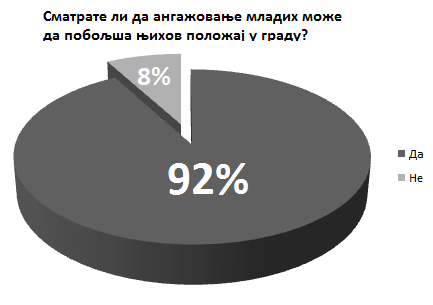 Сматрате ли да ангажовање младих може
да побољша њихов положај у граду?
8%
92%
Да
Не